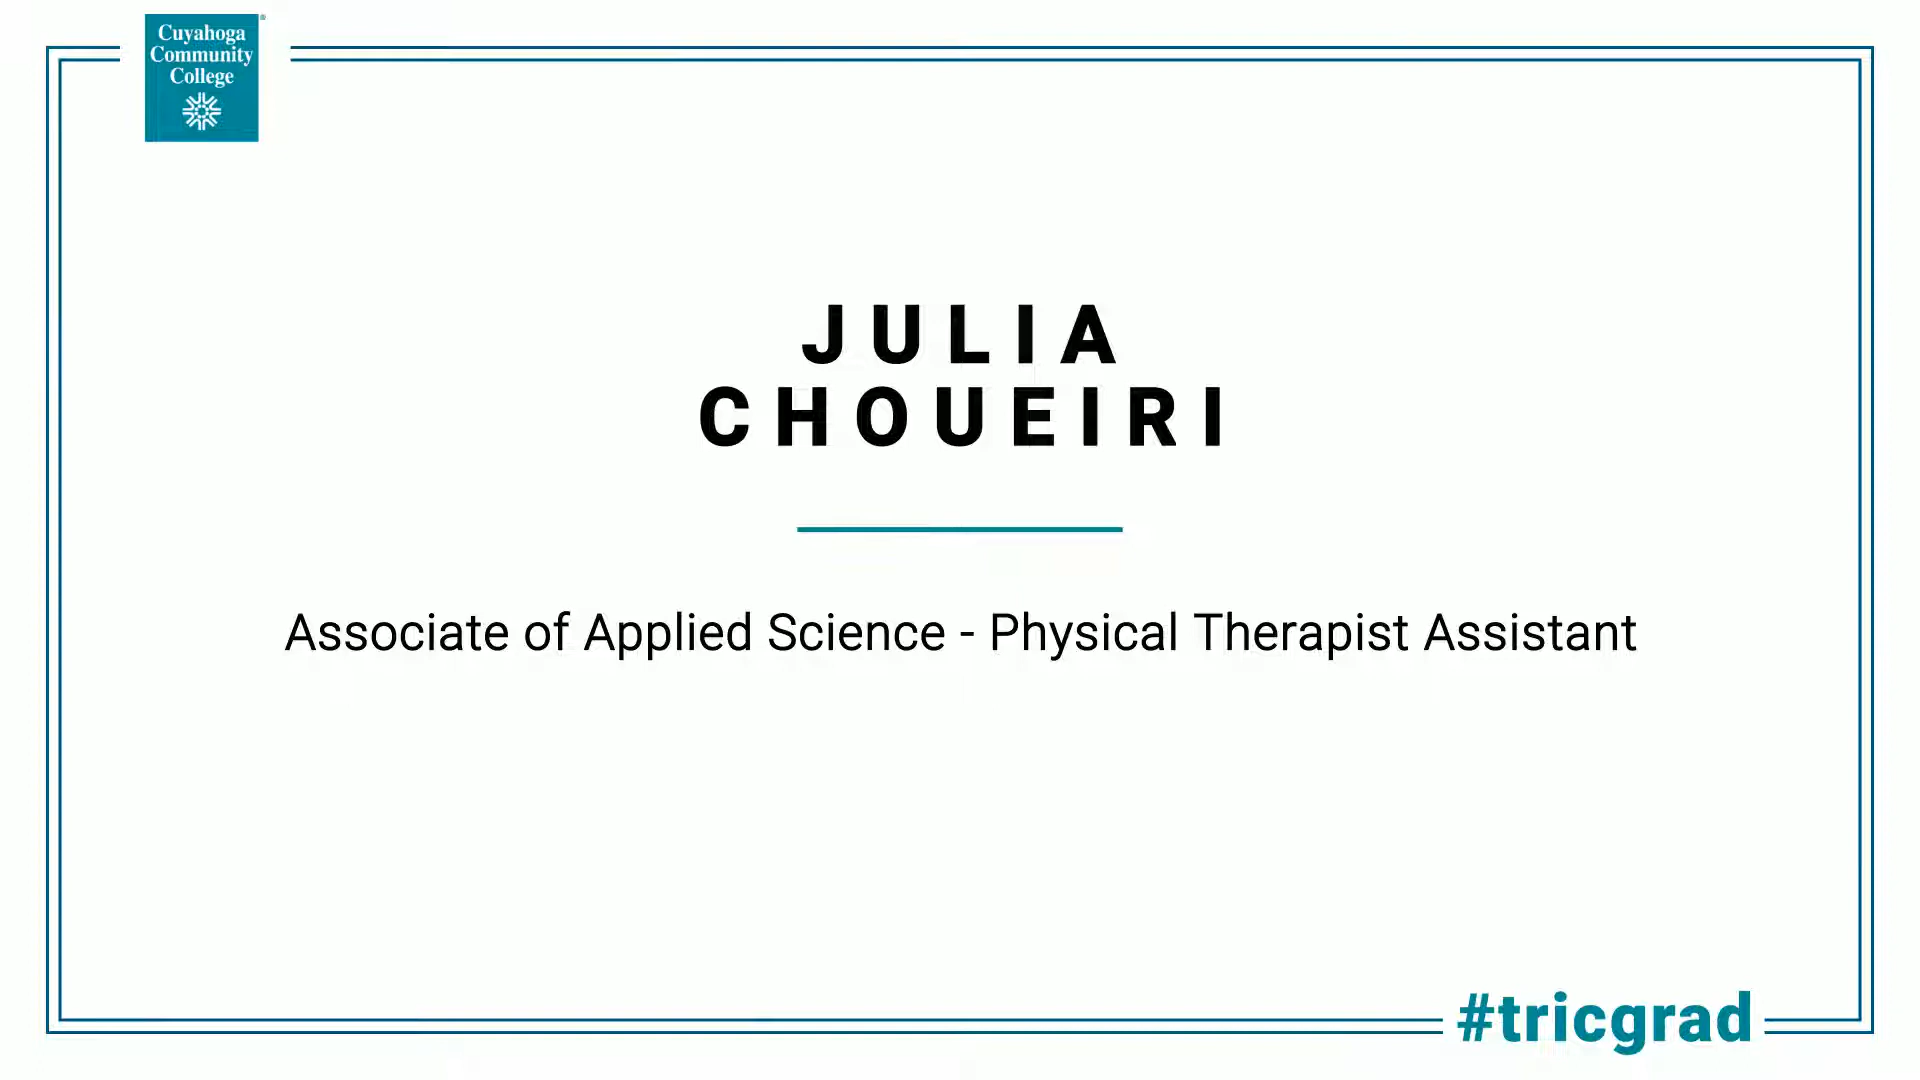 Cuyahoga
Community
College
JULIA
CHOUEIRI
Associate of Applied Science - Physical Therapist Assistant
#tricgrad